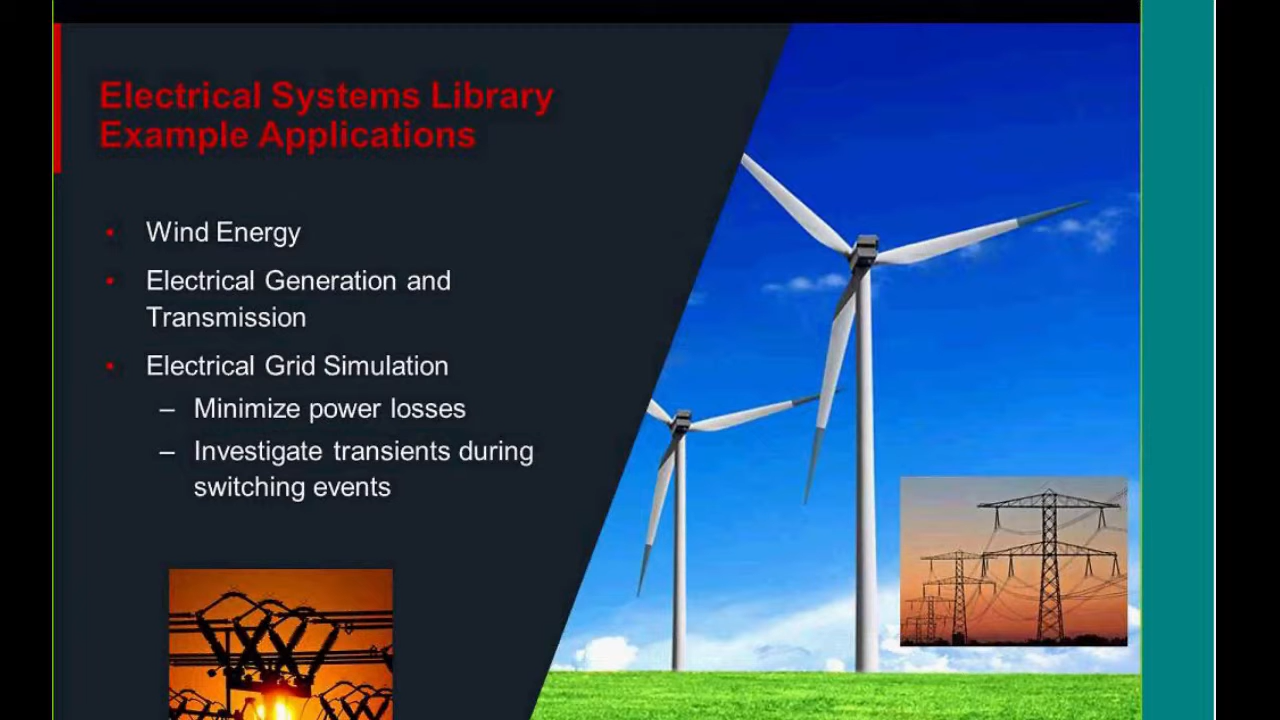 Electrical Systems Library
Example Applications
• Wind Energy
• Electrical Generation and
Transmission
• Electrical Grid Simulation
– Minimize power losses
– Investigate transients during
switching events